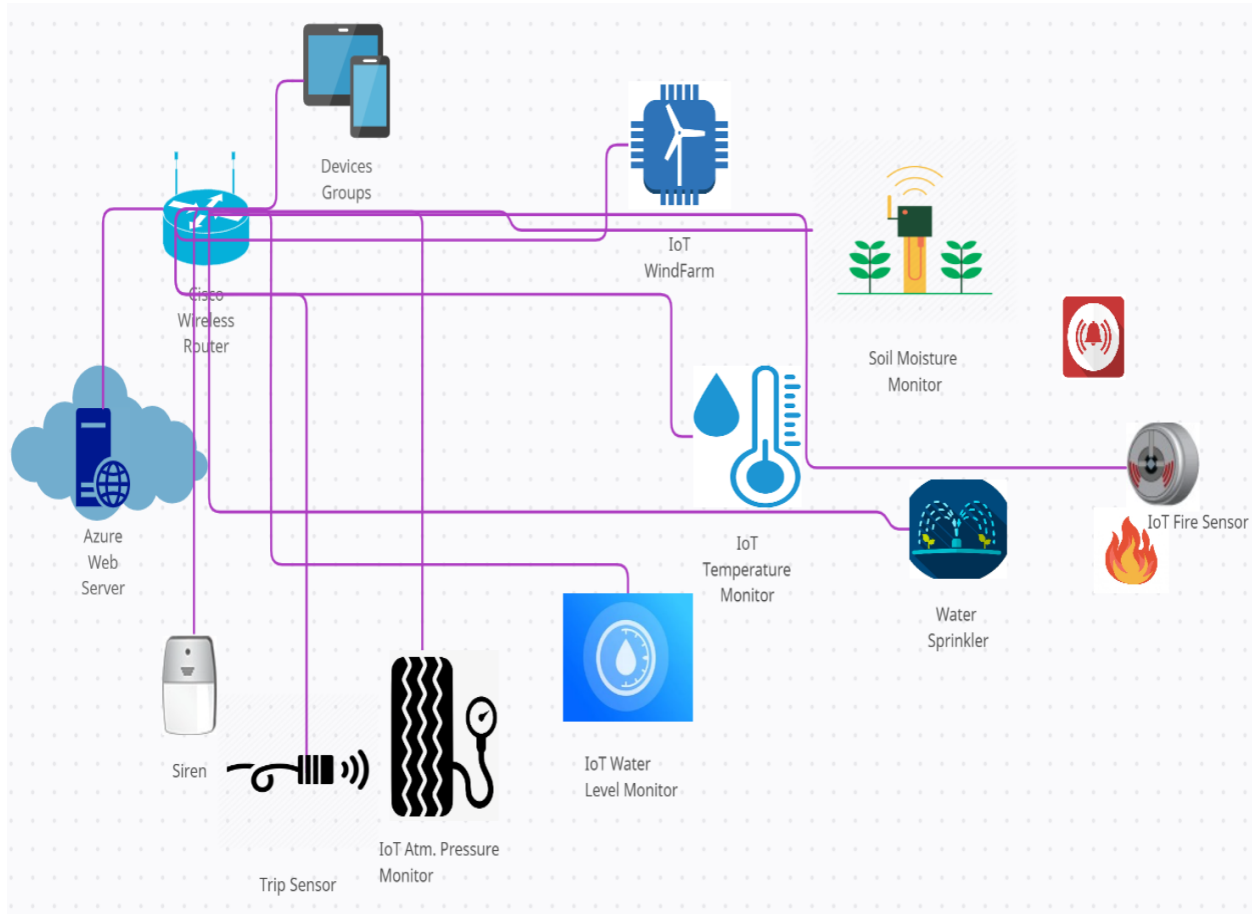 Devices
Groups
IoT
WindFarm
Cisco
Wireless
Router
Soil Moisture
Monitor
IoT Fire Sensor
Azure
Web
Server
IoT
Temperature
Monitor
Water
Sprinkler
Siren
IoT Water
Level Monitor
IoT Atm. Pressure
Monitor
Trip Sensor